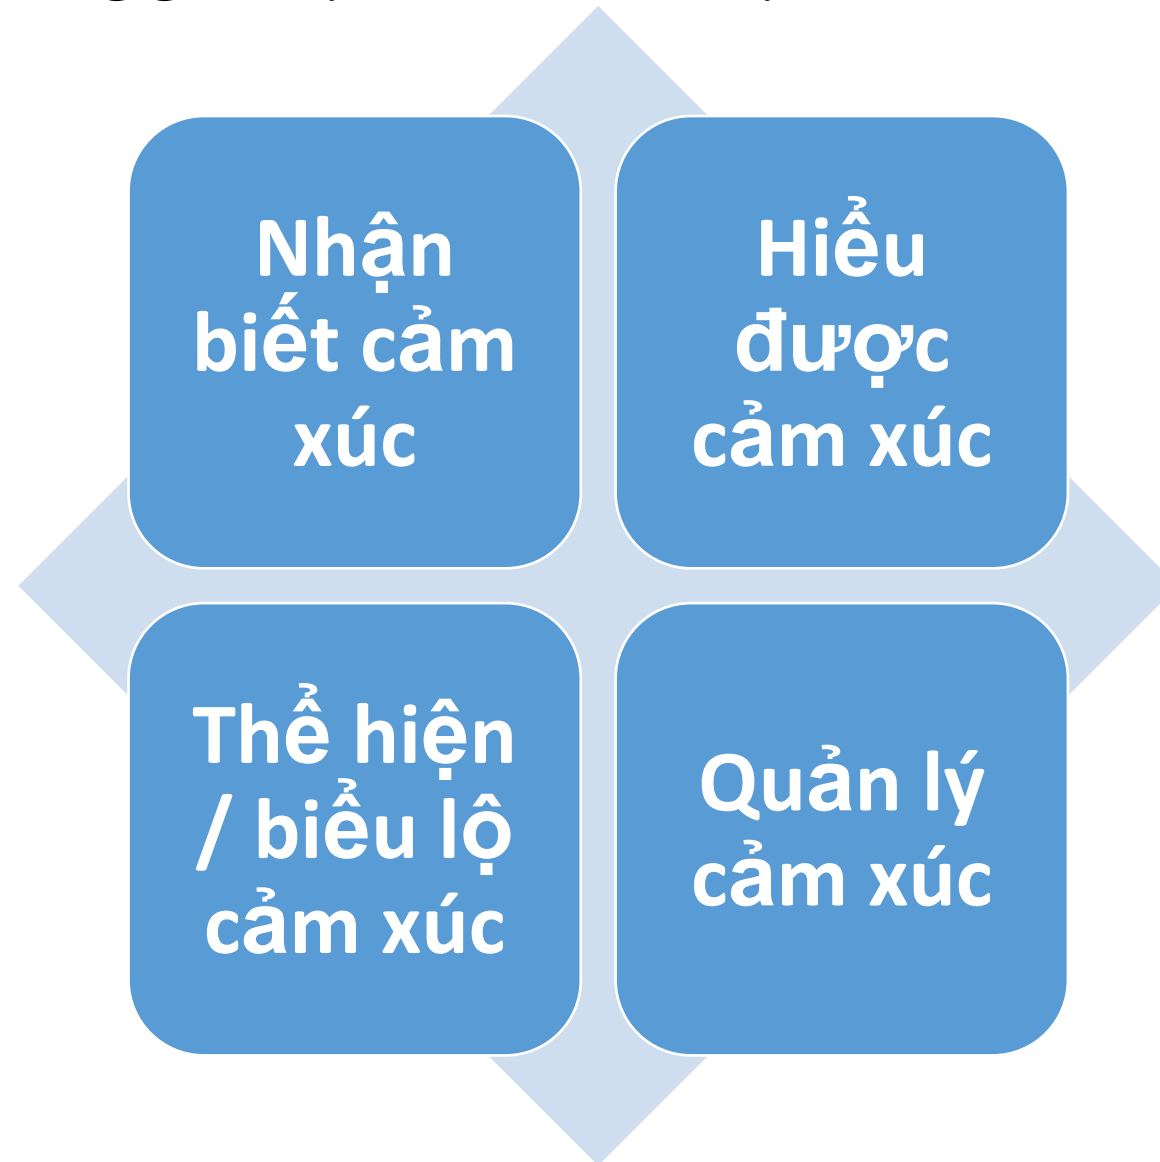 Nhận
biết cảm
xúc
Hiểu
được
cảm xúc
Thể hiện
/ biểu lộ
cảm xúc
Quản lý
cảm xúc